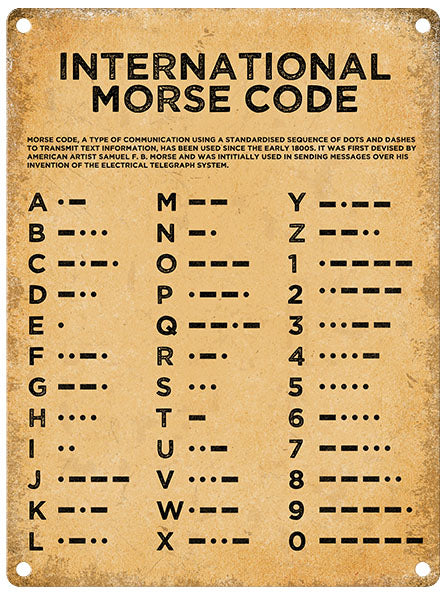 INTERNATIONAL
MORSE CODE
MORSE CODE, A TYPE OF COMMUNICATION USING A STANDARDISED SEQUENCE OF DOTS AND DASHES
TO TRANSMIT TEXT INFORMATION, HAS BEEN USED SINCE THE EARLY 1800S. IT WAS FIRST DEVISED BY
AMERICAN ARTIST SAMUEL F. B. MORSE AND WAS INTITIALLY USED IN SENDING MESSAGES OVER HIS
INVENTION OF THE ELECTRICAL TELEGRAPH SYSTEM.
A •– M –– Y –•––
B –••• N –• Z ––••
C –•–• O ––– 1 •––––
D –•• P •––• 2 ••–––
E • Q ––•– 3 •••––
F ••–• R •–• 4 ••••–
G ––• S ••• 5 •••••
H •••• T – 6 –••••
I •• U ••– 7 ––•••
J •––– V •••– 8 –––••
K –•– W •–– 9 ––––•
L •–•• X –••– 0 –––––